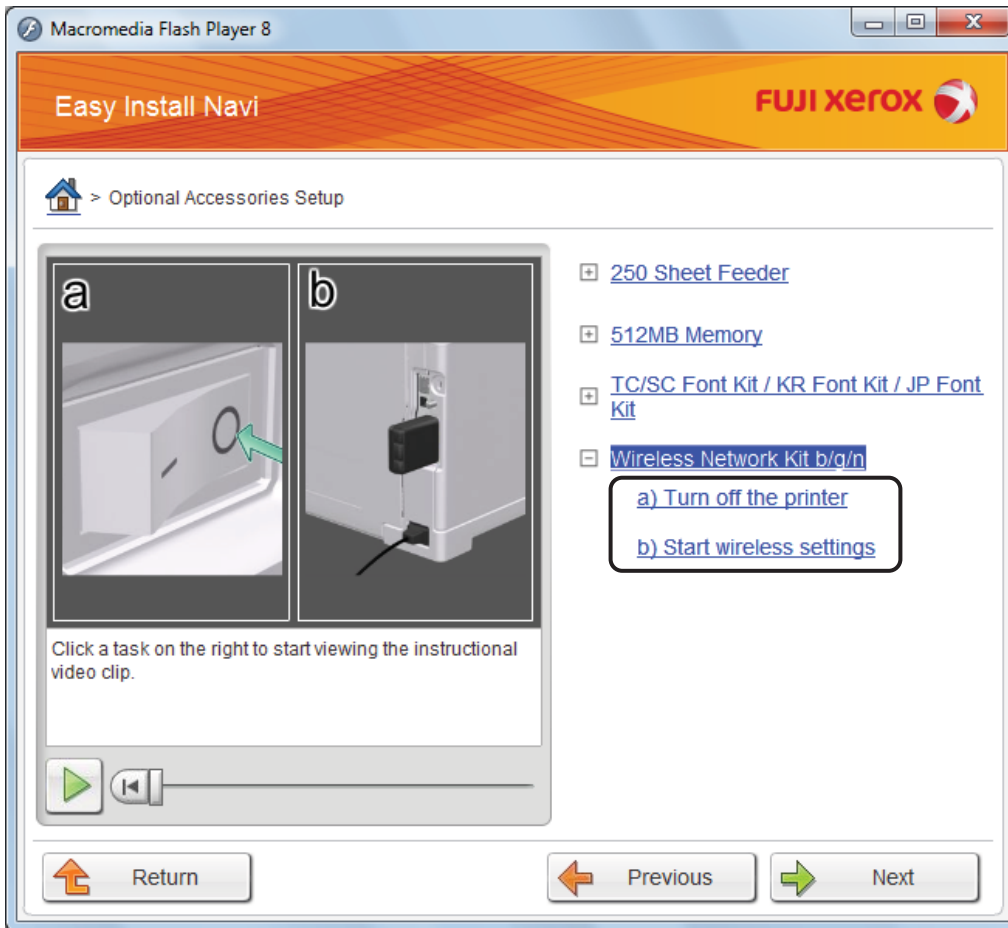 Macromedia Flash Player 8
Easy Install Navi
FUJI xerox
> Optional Accessories Setup
a
b
Click a task on the right to start viewing the instructional
video clip.
250 Sheet Feeder
512MB Memory
TC/SC Font Kit / KR Font Kit / JP Font
Kit
Wireless Network Kit b/g/n
a) Turn off the printer
b) Start wireless settings
Return
Previous
Next